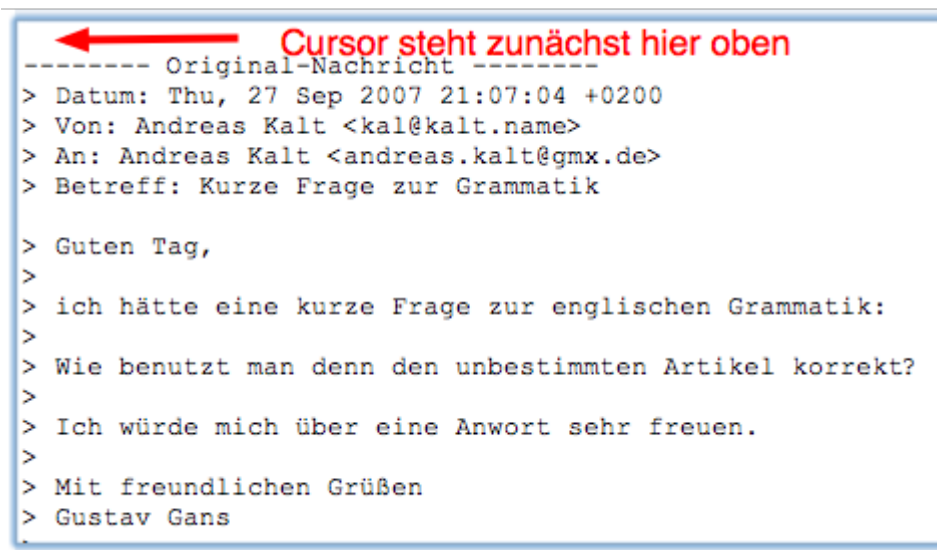 Cursor steht zunächst hier oben
-------- Original-Nachricht --------
> Datum: Thu, 27 Sep 2007 21:07:04 +0200
> Von: Andreas Kalt <kal@kalt.name>
> An: Andreas Kalt <andreas.kalt@gmx.de>
> Betreff: Kurze Frage zur Grammatik
> Guten Tag,
>
> ich hätte eine kurze Frage zur englischen Grammatik:
>
> Wie benutzt man denn den unbestimmten Artikel korrekt?
>
> Ich würde mich über eine Anwort sehr freuen.
>
> Mit freundlichen Grüßen
> Gustav Gans